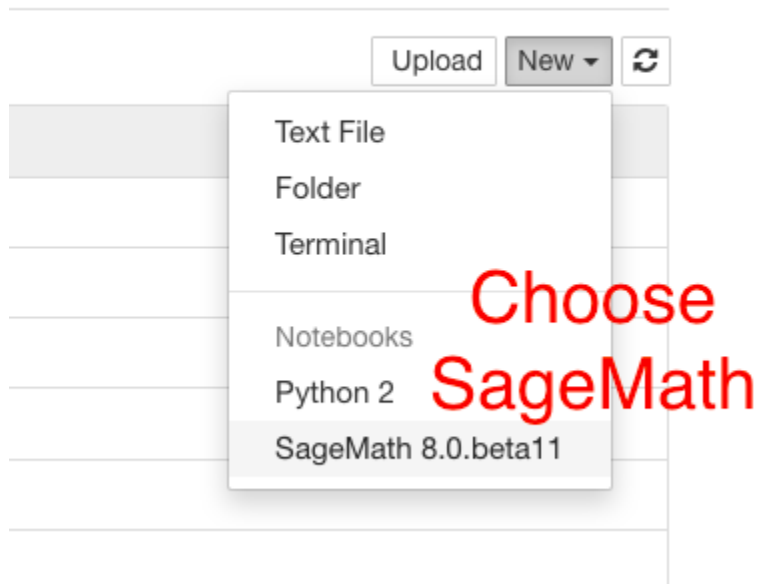 Upload New
Text File
Folder
Terminal
Choose
Notebooks
SageMath
Python 2
SageMath 8.0.beta11